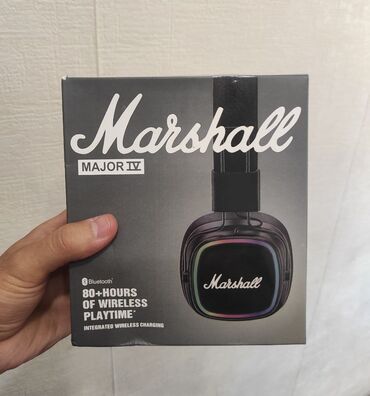 Marshall
MAJOR IV
Bluetooth®
80+HOURS
OF WIRELESS
PLAYTIME*
INTEGRATED WIRELESS CHARGING
Marshall